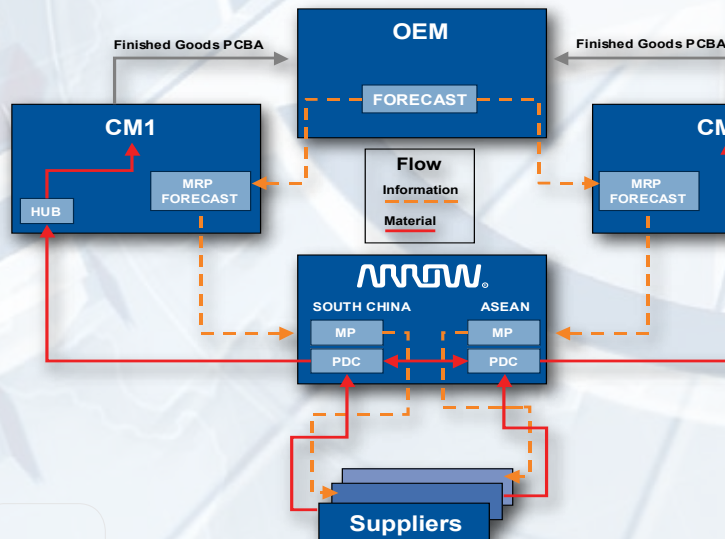 OEM
Finished Goods PCBA
Finished Goods PCBA
FORECAST
CM1
CM
MRP
FORECAST
HUB
Flow
Information
Material
MRP
FORECAST
ARROW
SOUTH CHINA
ASEAN
MP
MP
PDC
PDC
Suppliers